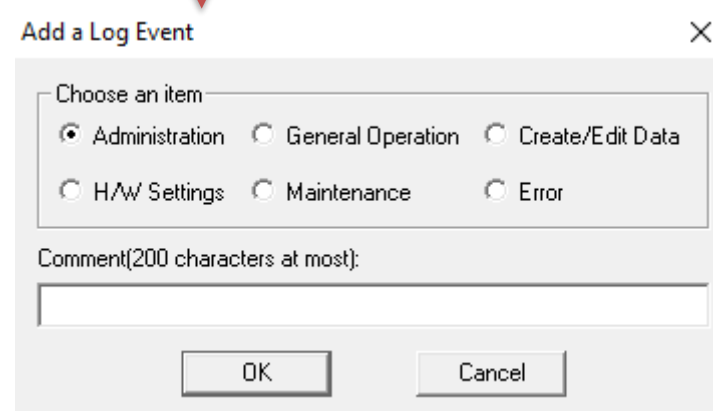 Add a Log Event
Choose an item
Administration General Operation Create/Edit Data
H/W Settings Maintenance Error
Comment(200 characters at most):
OK Cancel